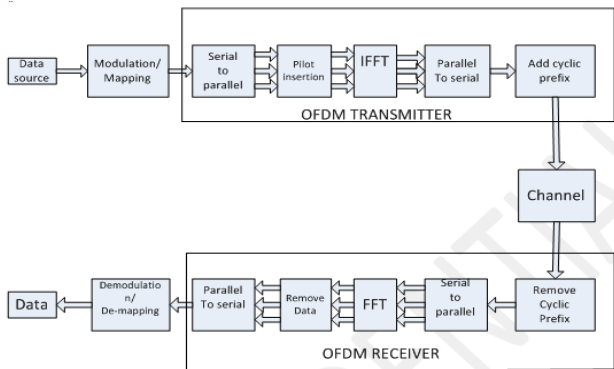 Data
source
Modulation/
Mapping
Serial
to
parallel
Pilot
insertion
IFFT
Parallel
To serial
Add cyclic
prefix
OFDM TRANSMITTER
Channel
Data
Demodulatio
n/
De-mapping
Parallel
To serial
Remove
Data
FFT
Serial
to
parallel
Remove
Cyclic
Prefix
OFDM RECEIVER